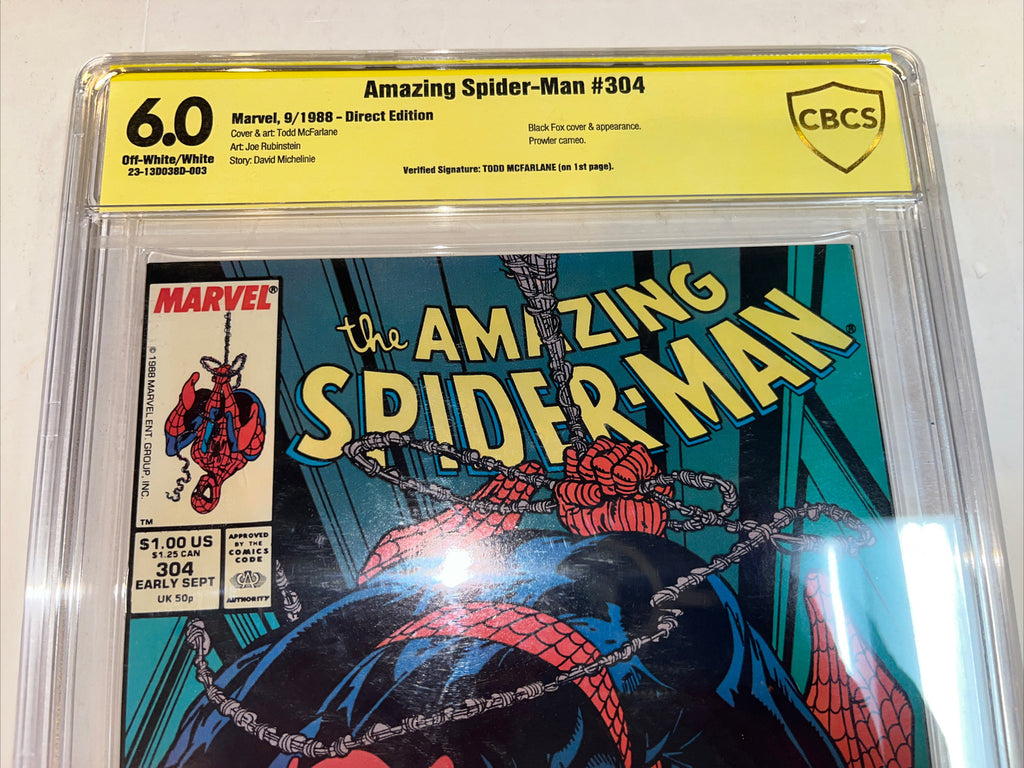 Amazing Spider-Man #304
6.0
Off-White/White
23-13D038D-003
Marvel, 9/1988 - Direct Edition
Cover & art: Todd McFarlane
Art: Joe Rubinstein
Story: David Michelinie
Black Fox cover & appearance.
Prowler cameo.
Verified Signature: TODD MCFARLANE (on 1st page).
CBCS
MARVEL®
© 1988 MARVEL ENT. GROUP, INC.
TM
the AMAZING
SPIDER-MAN®
$1.00 US
$1.25 CAN
304
EARLY SEPT
UK 50p
APPROVED
BY THE
COMICS
CODE
CA
AUTHORITY